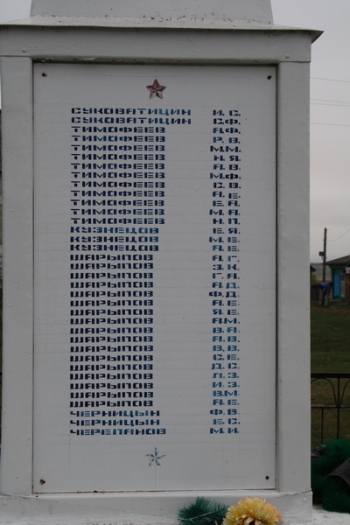 СУКОВАТИЦИН И.С.
СУКОВАТИЦИН С.Ф.
ТИМОФЕЕВ А.Ф.
ТИМОФЕЕВ Р.В.
ТИМОФЕЕВ М.М.
ТИМОФЕЕВ Н.Я.
ТИМОФЕЕВ А.В.
ТИМОФЕЕВ М.Ф.
ТИМОФЕЕВ С.В.
ТИМОФЕЕВ А.Е.
ТИМОФЕЕВ Е.Е.
ТИМОФЕЕВ М.А.
ТИМОФЕЕВ Н.П.
КУЗНЕЦОВ Е.Я.
КУЗНЕЦОВ М.Е.
КУЗНЕЦОВ А.Е.
ШАРЫПОВ А.Г.
ШАРЫПОВ З.К.
ШАРЫПОВ Г.А.
ШАРЫПОВ А.Д.
ШАРЫПОВ Ф.Д.
ШАРЫПОВ А.Е.
ШАРЫПОВ Я.Е.
ШАРЫПОВ А.М.
ШАРЫПОВ В.А.
ШАРЫПОВ А.В.
ШАРЫПОВ В.В.
ШАРЫПОВ С.Е.
ШАРЫПОВ Д.С.
ШАРЫПОВ Л.З.
ШАРЫПОВ И.З.
ШАРЫПОВ В.М.
ШАРЫПОВ А.Е.
ЧЕРНИЦЫН Ф.В.
ЧЕРНИЦЫН Е.С.
ЧЕРЕПАНОВ М.И.